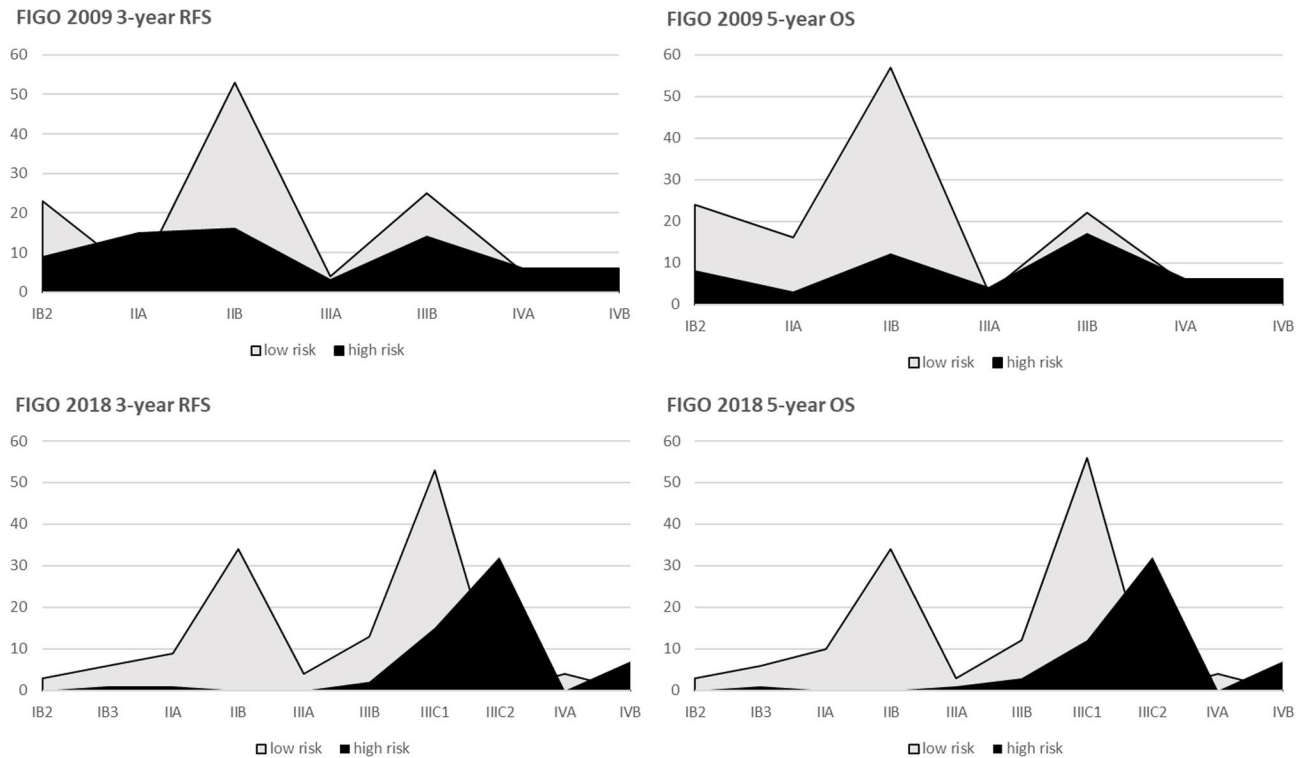 FIGO 2009 3-year RFS
60
50
40
30
20
10
0
IB2 IIA IIB IIIA IIIB IVA IVB
low risk high risk
FIGO 2009 5-year OS
60
50
40
30
20
10
0
IB2 IIA IIB IIIA IIIB IVA IVB
low risk high risk
FIGO 2018 3-year RFS
60
50
40
30
20
10
0
IB2 IB3 IIA IIB IIIA IIIB IIIC1 IIIC2 IVA IVB
low risk high risk
FIGO 2018 5-year OS
60
50
40
30
20
10
0
IB2 IB3 IIA IIB IIIA IIIB IIIC1 IIIC2 IVA IVB
low risk high risk